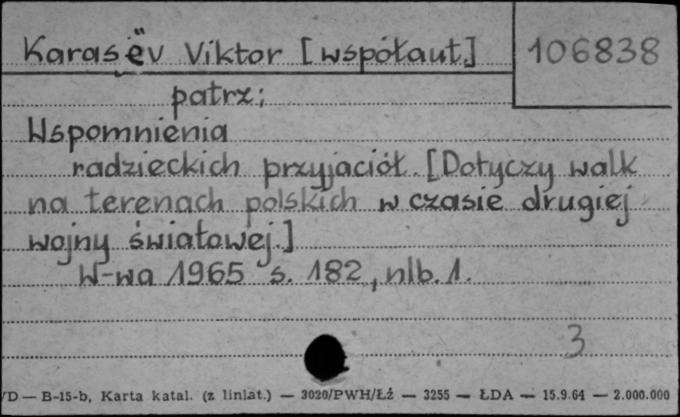 Karasëv Viktor [współaut.] 106838
patrz;
Wspomnienia
radzieckich przyjaciół. [Dotyczy walk
na terenach polskich w czasie drugiej
wojny światowej.]
W-wa 1965 s. 182, nlb. 1.
3
VD — B-15-b, Karta katal. (z liniat.) — 3020/PWH/Łź — 3255 — ŁDA — 15.9.64 — 2.000.000